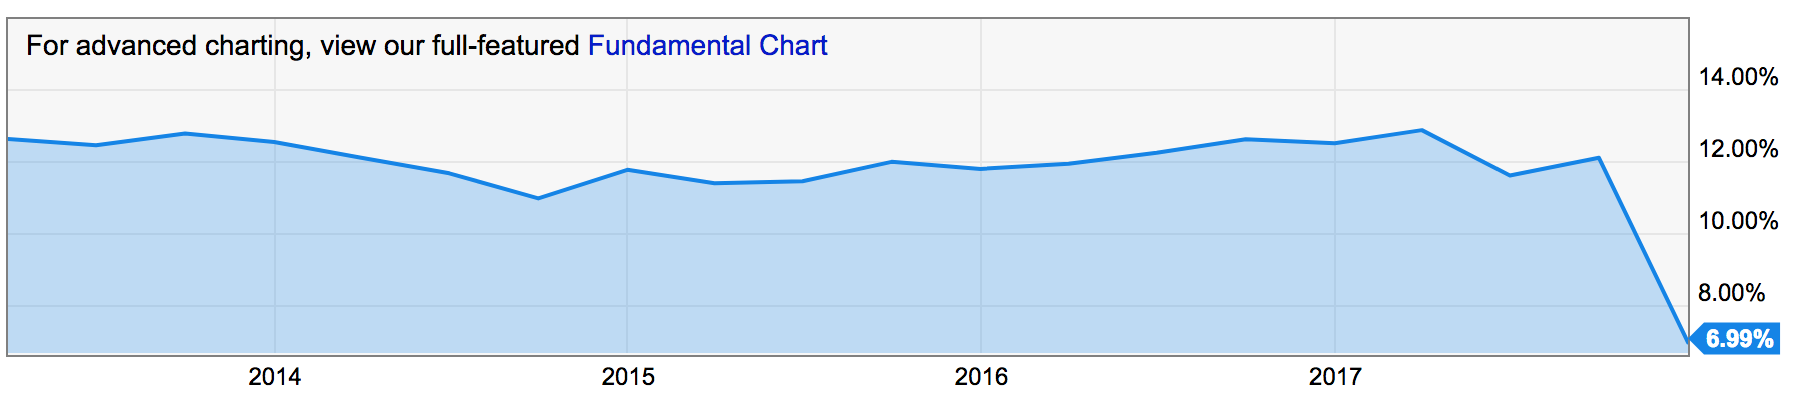 For advanced charting, view our full-featured Fundamental Chart
14.00%
12.00%
10.00%
8.00%
6.99%
2014 2015 2016 2017